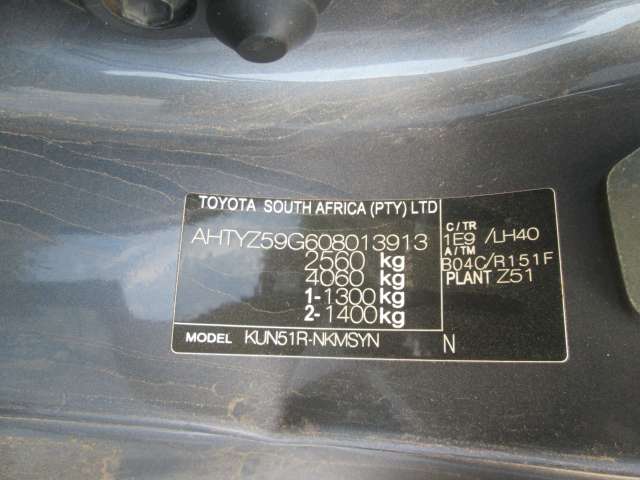 TOYOTA SOUTH AFRICA (PTY) LTD
AHTYZ59G608013913
2560 kg
4060 kg
1-1300 kg
2-1400 kg
MODEL KUN51R-NKMSYN
C/TR
1E9 /LH40
A/TM
B04C/R151F
PLANT Z51
N